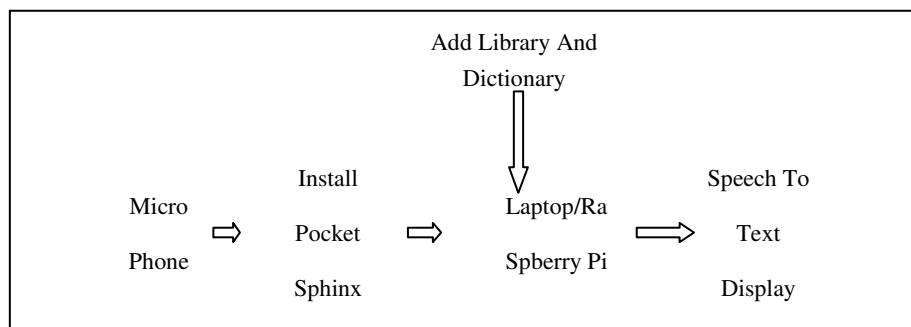 Add Library And
Dictionary
Micro
Phone
Install
Pocket
Sphinx
Laptop/Ra
Spberry Pi
Speech To
Text
Display